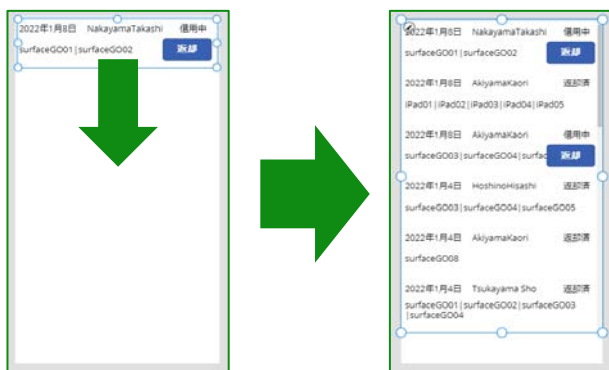 2022年1月8日 NakayamaTakashi 借用中
surfaceGO01|surfaceGO02 返却
2022年1月8日 NakayamaTakashi 借用中
surfaceGO01|surfaceGO02 返却
2022年1月8日 AkiyamaKaori 返却済
iPad01|iPad02|iPad03|iPad04|iPad05
2022年1月8日 AkiyamaKaori 借用中
surfaceGO03|surfaceGO04|surfac 返却
2022年1月4日 HoshinoHisashi 返却済
surfaceGO03|surfaceGO04|surfaceGO05
2022年1月4日 AkiyamaKaori 返却済
surfaceGO08
2022年1月4日 Tsukayama Sho 返却済
surfaceGO01|surfaceGO02|surfaceGO03
|surfaceGO04